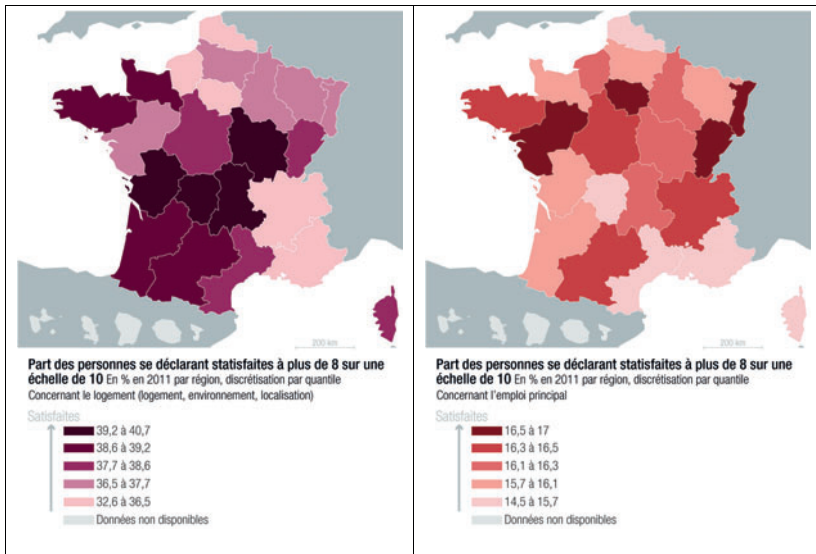 200 km
Part des personnes se déclarant statisfaites à plus de 8 sur une
échelle de 10 En % en 2011 par région, discrétisation par quantile
Concernant le logement (logement, environnement, localisation)
Satisfaites
39,2 à 40,7
38,6 à 39,2
37,7 à 38,6
36,5 à 37,7
32,6 à 36,5
Données non disponibles
200 km
Part des personnes se déclarant statisfaites à plus de 8 sur une
échelle de 10 En % en 2011 par région, discrétisation par quantile
Concernant l'emploi principal
Satisfaites
16,5 à 17
16,3 à 16,5
16,1 à 16,3
15,7 à 16,1
14,5 à 15,7
Données non disponibles